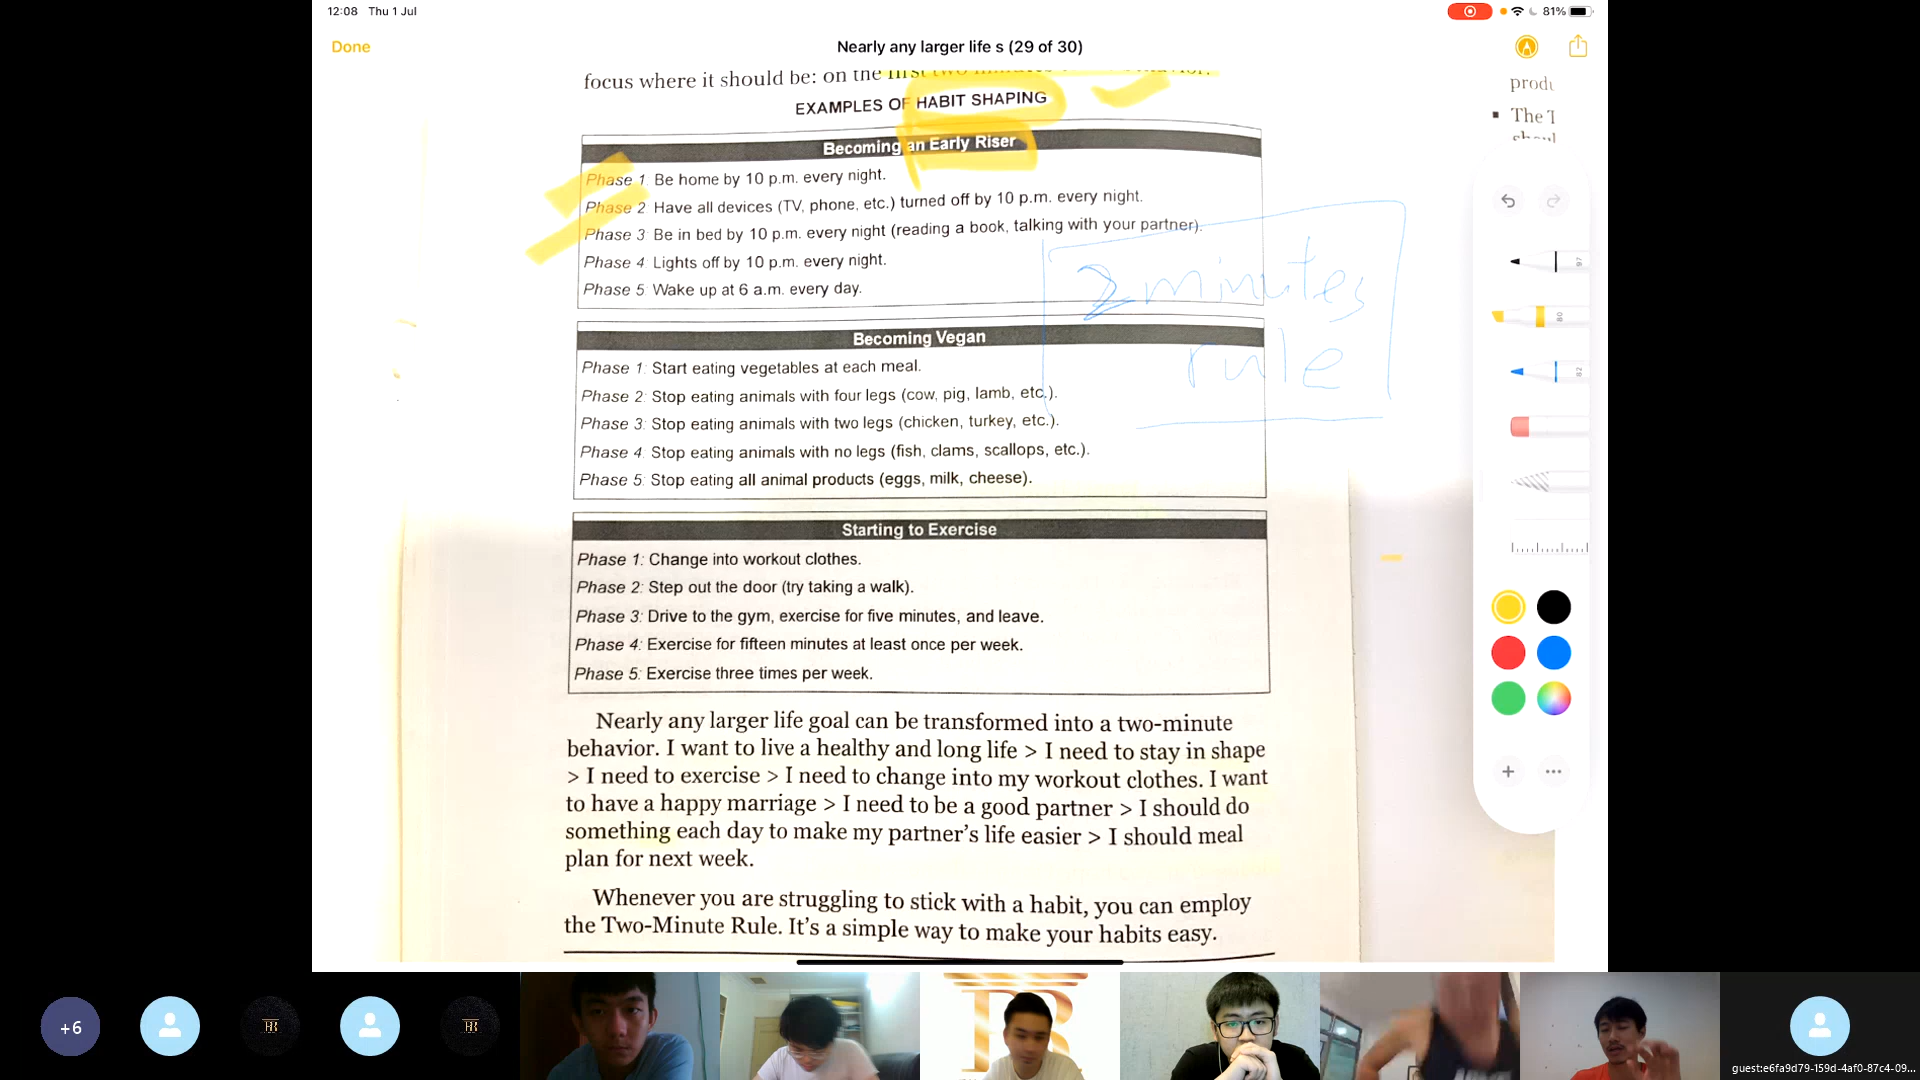 12:08 Thu 1 Jul
81%
Done
Nearly any larger life s (29 of 30)
focus where it should be: on the first two minutes
EXAMPLES OF HABIT SHAPING
Becoming an Early Riser
Phase 1: Be home by 10 p.m. every night.
Phase 2: Have all devices (TV, phone, etc.) turned off by 10 p.m. every night.
Phase 3: Be in bed by 10 p.m. every night (reading a book, talking with your partner).
Phase 4: Lights off by 10 p.m. every night.
Phase 5: Wake up at 6 a.m. every day.
2 minutes
rule
Becoming Vegan
Phase 1: Start eating vegetables at each meal.
Phase 2: Stop eating animals with four legs (cow, pig, lamb, etc.).
Phase 3: Stop eating animals with two legs (chicken, turkey, etc.).
Phase 4: Stop eating animals with no legs (fish, clams, scallops, etc.).
Phase 5: Stop eating all animal products (eggs, milk, cheese).
Starting to Exercise
Phase 1: Change into workout clothes.
Phase 2: Step out the door (try taking a walk).
Phase 3: Drive to the gym, exercise for five minutes, and leave.
Phase 4: Exercise for fifteen minutes at least once per week.
Phase 5: Exercise three times per week.
Nearly any larger life goal can be transformed into a two-minute
behavior. I want to live a healthy and long life > I need to stay in shape
> I need to exercise > I need to change into my workout clothes. I want
to have a happy marriage > I need to be a good partner > I should do
something each day to make my partner's life easier > I should meal
plan for next week.
Whenever you are struggling to stick with a habit, you can employ
the Two-Minute Rule. It's a simple way to make your habits easy.
produ
▪ The T
97
80
62
+6
guest:e6fa9d79-159d-4af0-87c4-09...